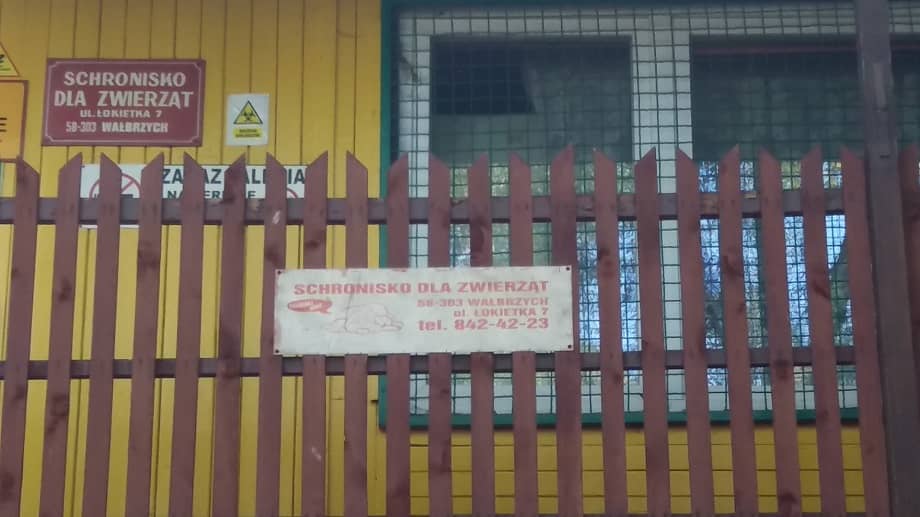 SCHRONISKO
DLA ZWIERZĄT
UL. ŁOKIETKA 7
58-303 WAŁBRZYCH
SCHRONISKO DLA ZWIERZĄT
58-303 WAŁBRZYCH
ul. ŁOKIETKA 7
tel. 842-42-23